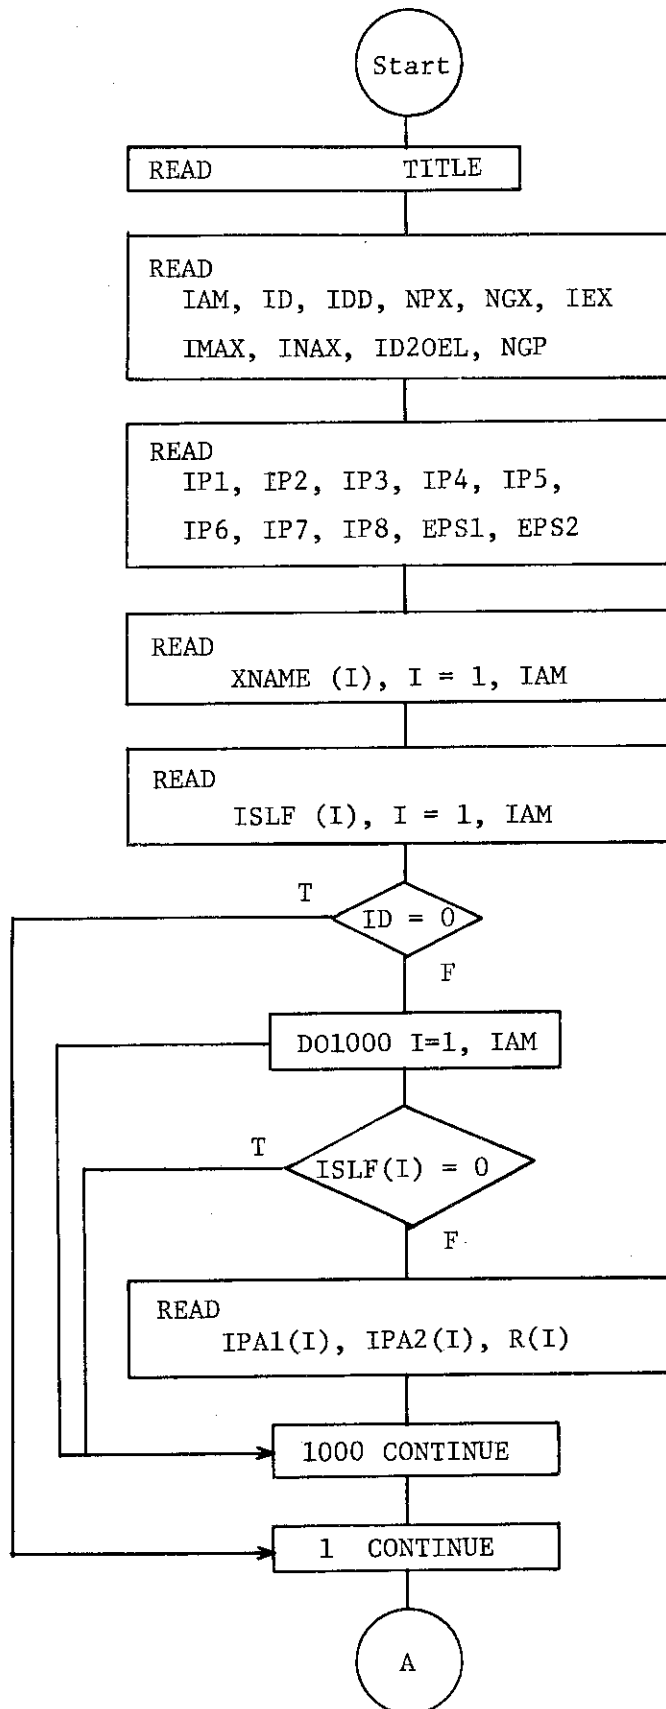 Start
READ TITLE
READ
IAM, ID, IDD, NPX, NGX, IEX
IMAX, INAX, ID2OEL, NGP
READ
IP1, IP2, IP3, IP4, IP5,
IP6, IP7, IP8, EPS1, EPS2
READ
XNAME (I), I = 1, IAM
READ
ISLF (I), I = 1, IAM
T
ID = 0
F
DO1000 I=1, IAM
T
ISLF(I) = 0
F
READ
IPA1(I), IPA2(I), R(I)
1000 CONTINUE
1 CONTINUE
A